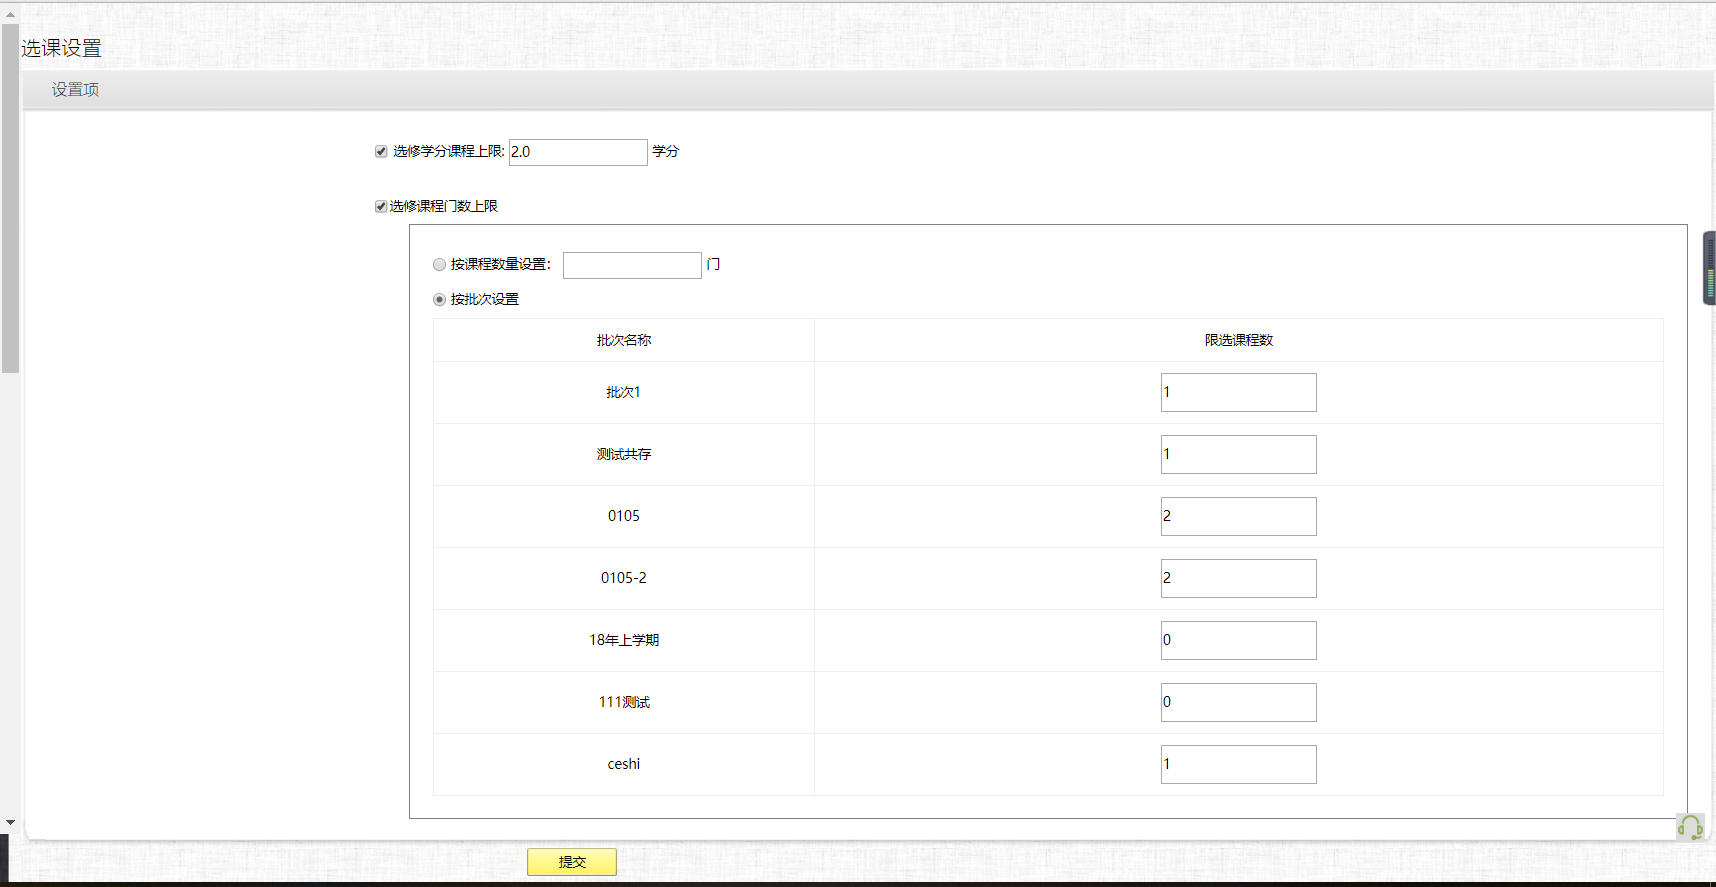 选课设置
设置项
选修学分课程上限: 2.0 学分
选修课程门数上限
按课程数量设置： 门
按批次设置
批次名称 限选课程数
批次1 1
测试共存 1
0105 2
0105-2 2
18年上学期 0
111测试 0
ceshi 1
提交